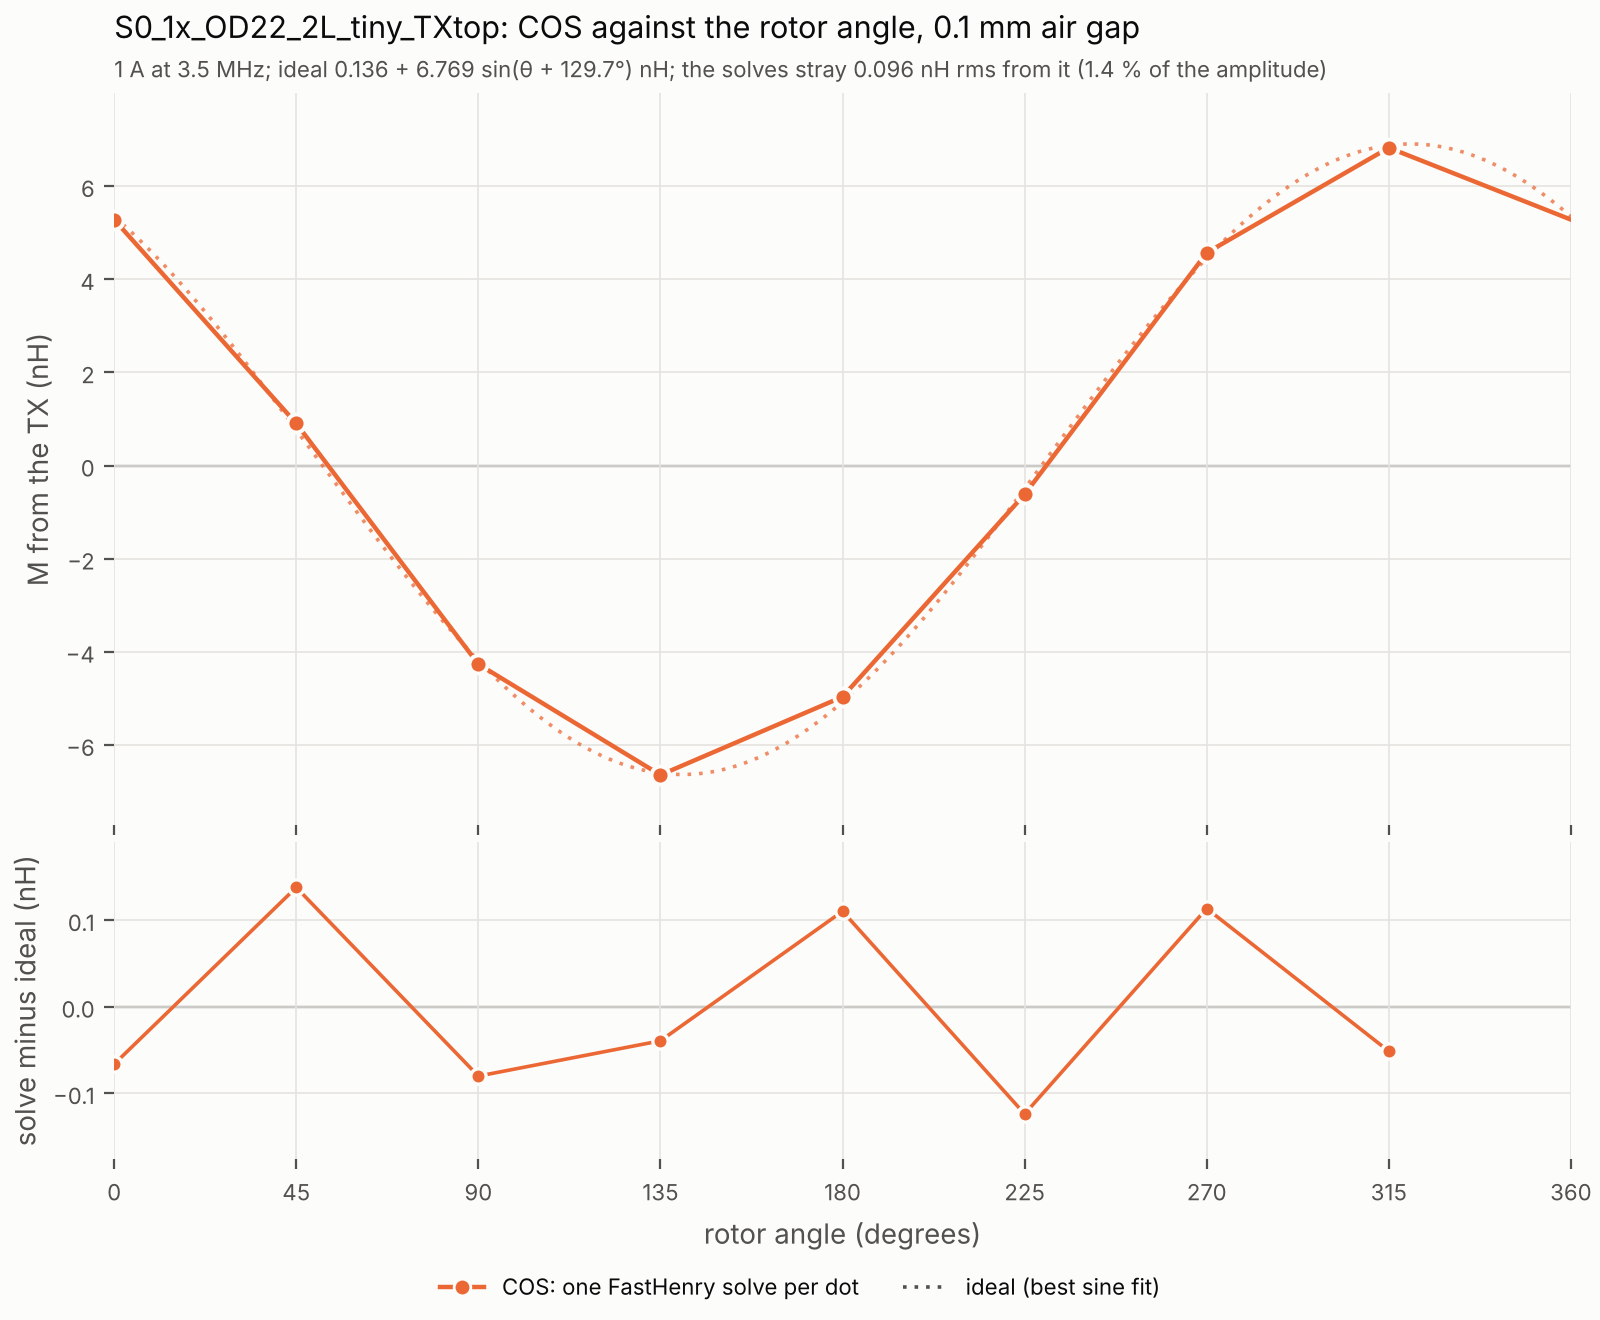 S0_1x_OD22_2L_tiny_TXtop: COS against the rotor angle, 0.1 mm air gap
1 A at 3.5 MHz; ideal 0.136 + 6.769 sin(θ + 129.7°) nH; the solves stray 0.096 nH rms from it (1.4 % of the amplitude)
M from the TX (nH)
6
4
2
0
−2
−4
−6
solve minus ideal (nH)
0.1
0.0
−0.1
0 45 90 135 180 225 270 315 360
rotor angle (degrees)
COS: one FastHenry solve per dot ideal (best sine fit)